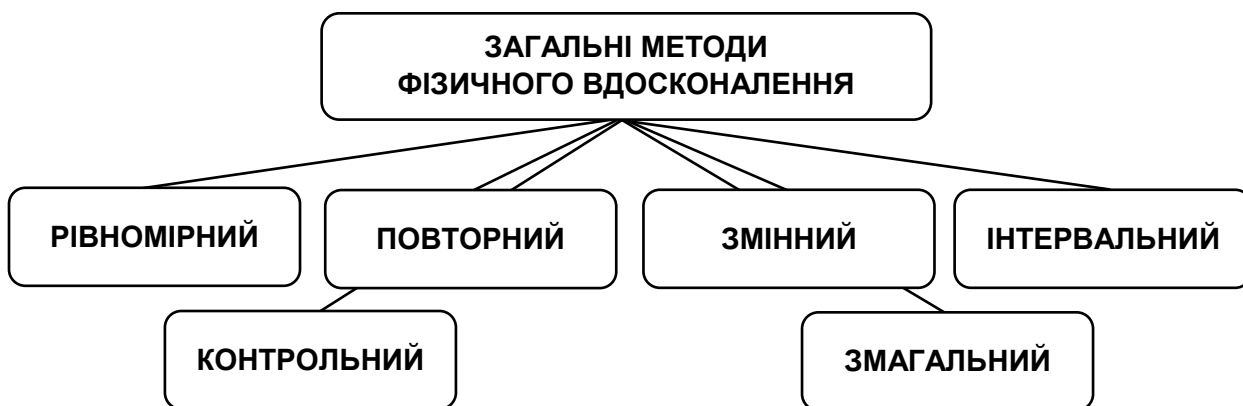 ЗАГАЛЬНІ МЕТОДИ
ФІЗИЧНОГО ВДОСКОНАЛЕННЯ
РІВНОМІРНИЙ
ПОВТОРНИЙ
ЗМІННИЙ
ІНТЕРВАЛЬНИЙ
КОНТРОЛЬНИЙ
ЗМАГАЛЬНИЙ